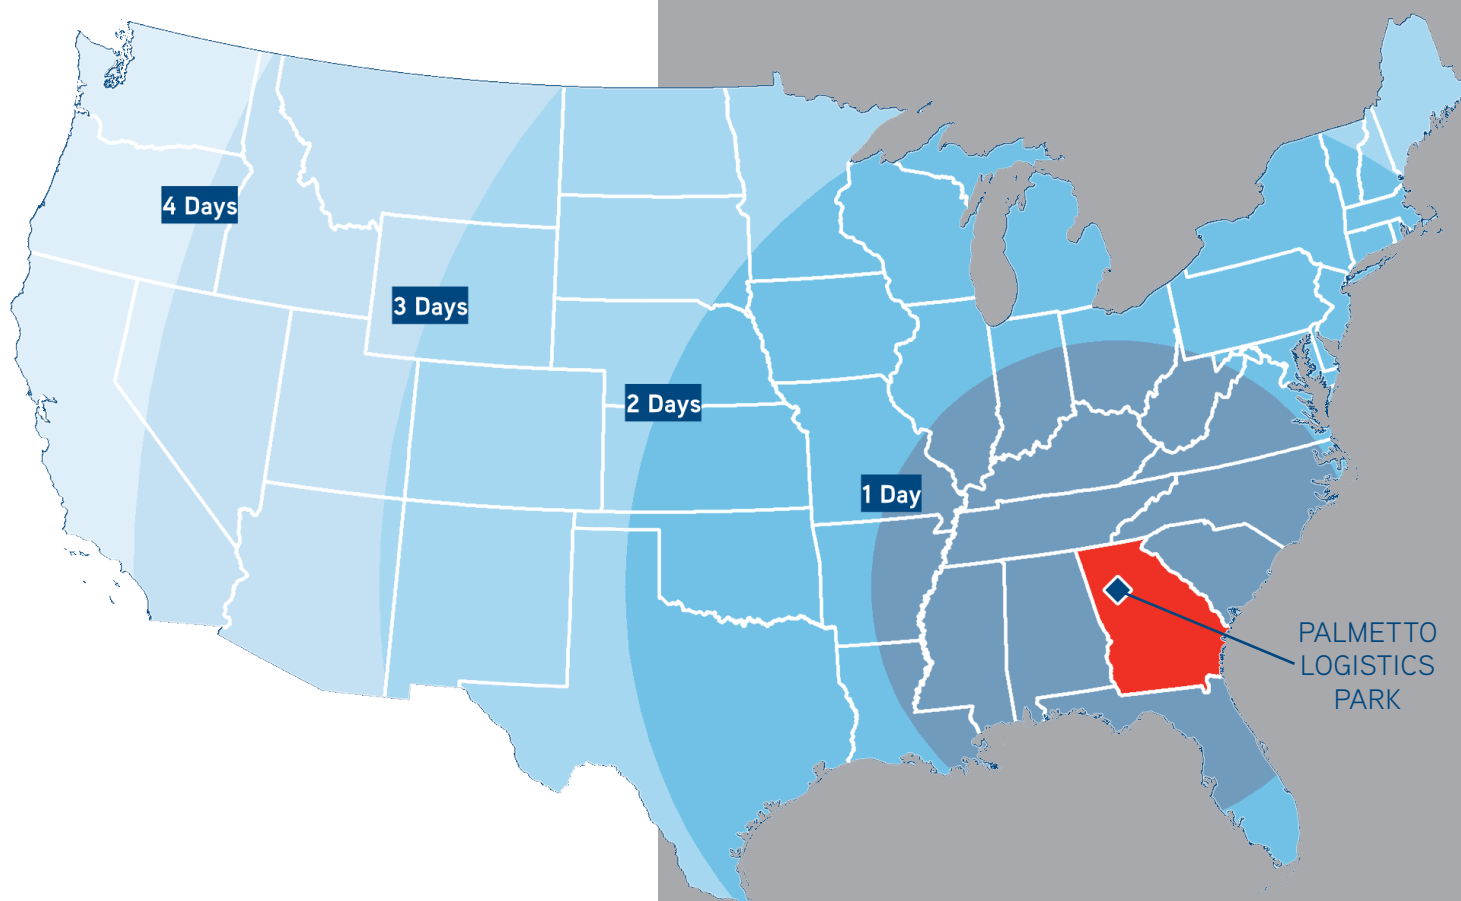 4 Days
3 Days
2 Days
1 Day
PALMETTO
LOGISTICS
PARK